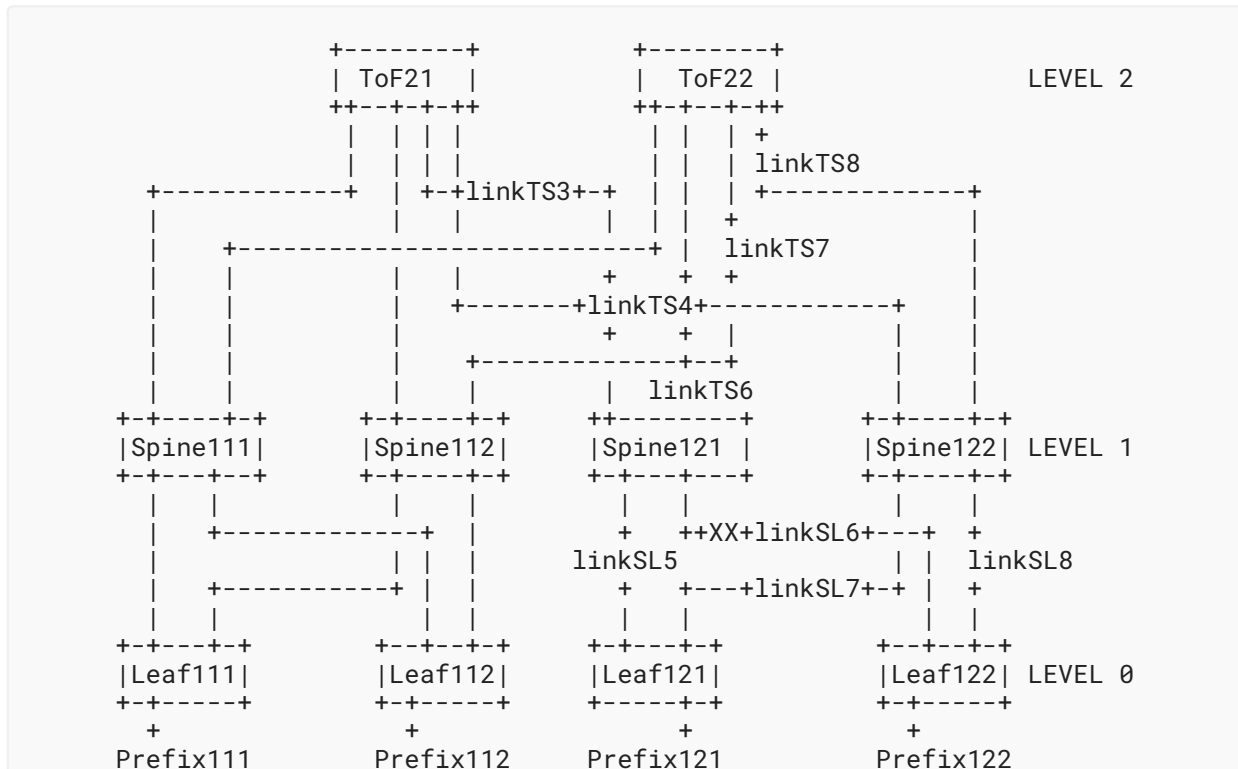 ToF21 ToF22 LEVEL 2
linkTS8
linkTS3
linkTS7
linkTS4
linkTS6
Spine111 Spine112 Spine121 Spine122 LEVEL 1
XX linkSL6
linkSL5 linkSL8
linkSL7
Leaf111 Leaf112 Leaf121 Leaf122 LEVEL 0
Prefix111 Prefix112 Prefix121 Prefix122